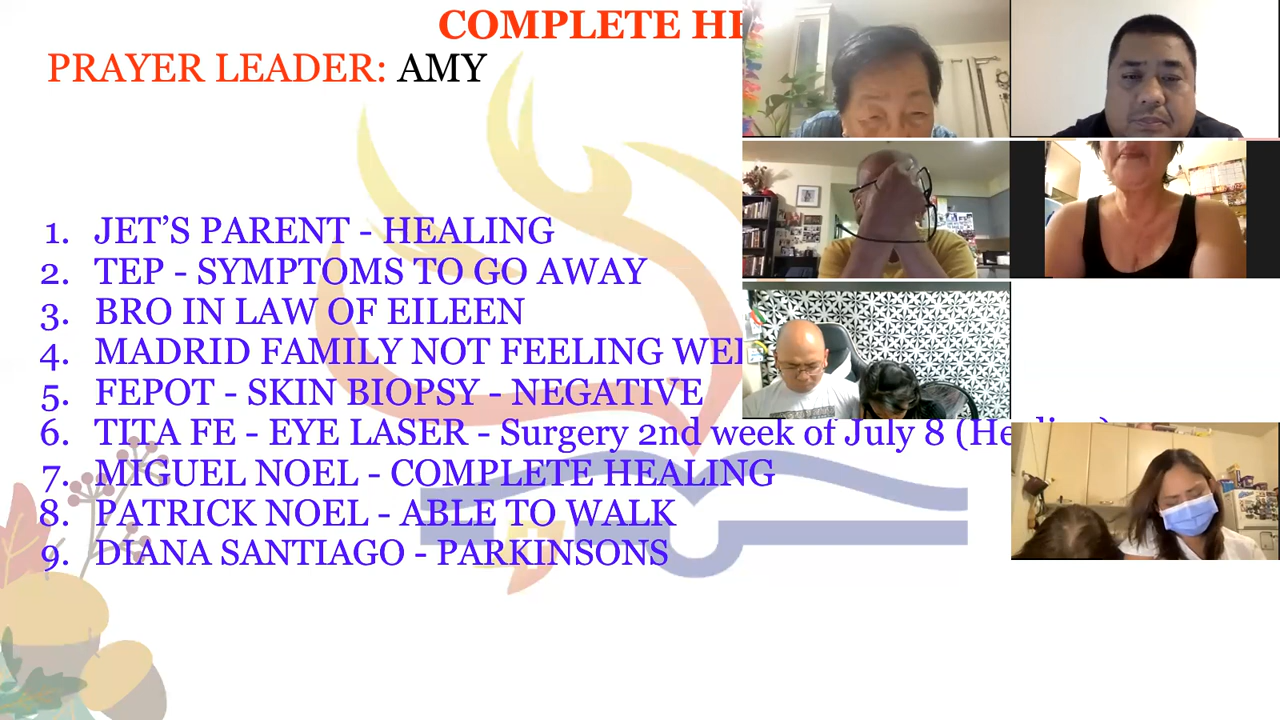 COMPLETE HE
PRAYER LEADER: AMY
1. JET'S PARENT - HEALING
2. TEP - SYMPTOMS TO GO AWAY
3. BRO IN LAW OF EILEEN
4. MADRID FAMILY NOT FEELING WEL
5. FEPOT - SKIN BIOPSY - NEGATIVE
6. TITA FE - EYE LASER - Surgery 2nd week of July 8 (Healing)
7. MIGUEL NOEL - COMPLETE HEALING
8. PATRICK NOEL - ABLE TO WALK
9. DIANA SANTIAGO - PARKINSONS